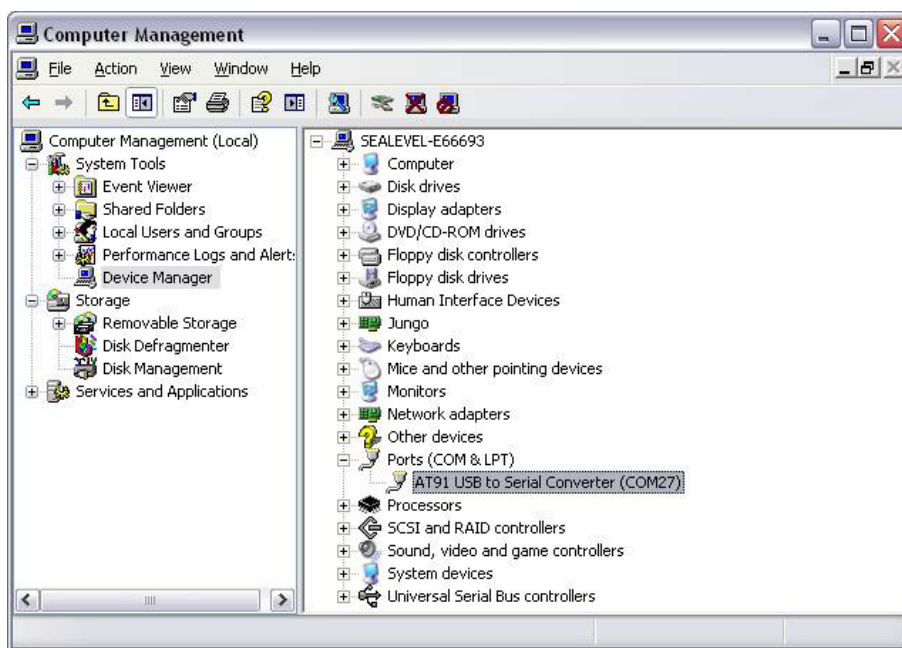 Computer Management
File Action View Window Help
Computer Management (Local)
System Tools
Event Viewer
Shared Folders
Local Users and Groups
Performance Logs and Alert:
Device Manager
Storage
Removable Storage
Disk Defragmenter
Disk Management
Services and Applications
SEALEVEL-E66693
Computer
Disk drives
Display adapters
DVD/CD-ROM drives
Floppy disk controllers
Floppy disk drives
Human Interface Devices
Jungo
Keyboards
Mice and other pointing devices
Monitors
Network adapters
Other devices
Ports (COM & LPT)
AT91 USB to Serial Converter (COM27)
Processors
SCSI and RAID controllers
Sound, video and game controllers
System devices
Universal Serial Bus controllers